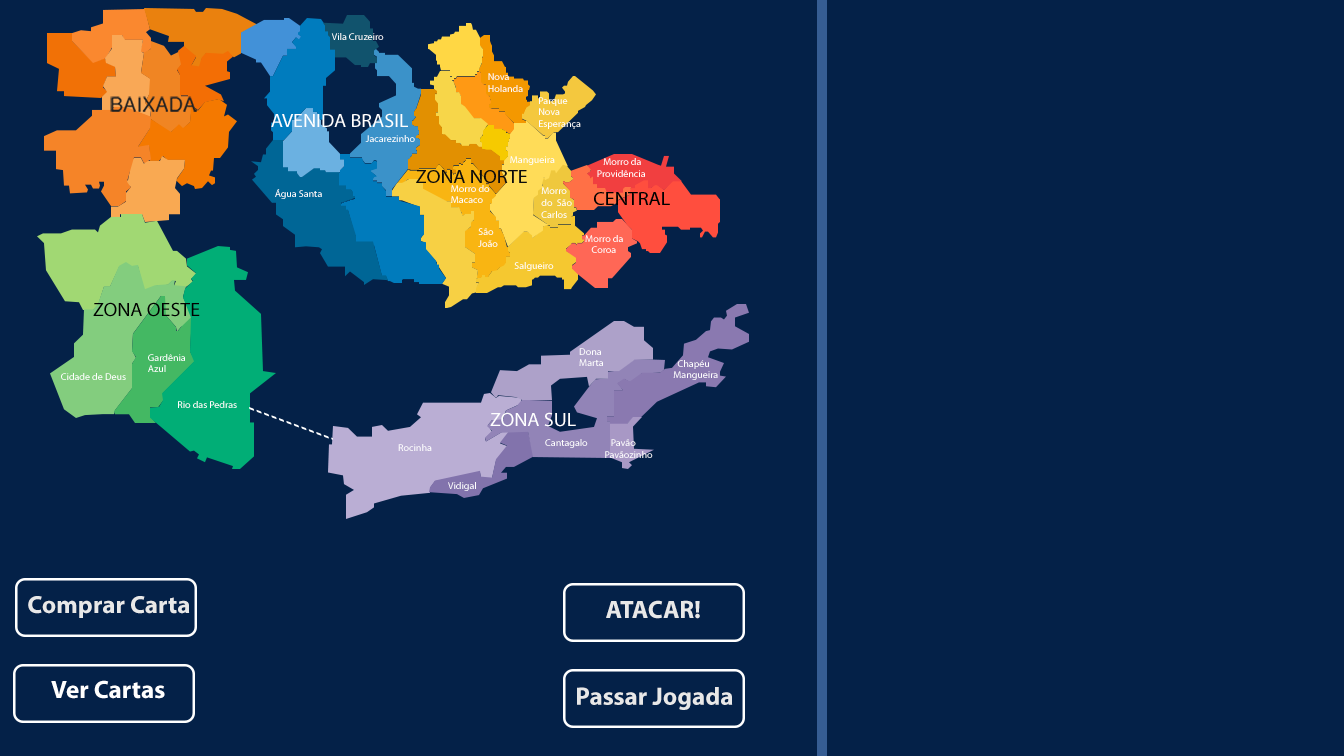 Vila Cruzeiro
BAIXADA
AVENIDA BRASIL
Jacarezinho
Água Santa
Nova
Holanda
Parque
Nova
Esperança
Mangueira
ZONA NORTE
Morro do
Macaco
Morro
do São
Carlos
São
João
Salgueiro
Morro da
Providência
CENTRAL
Morro da
Coroa
ZONA OESTE
Gardênia
Azul
Cidade de Deus
Rio das Pedras
Dona
Marta
Chapéu
Mangueira
ZONA SUL
Rocinha
Cantagalo
Pavão
Pavãozinho
Vidigal
Comprar Carta
ATACAR!
Ver Cartas
Passar Jogada